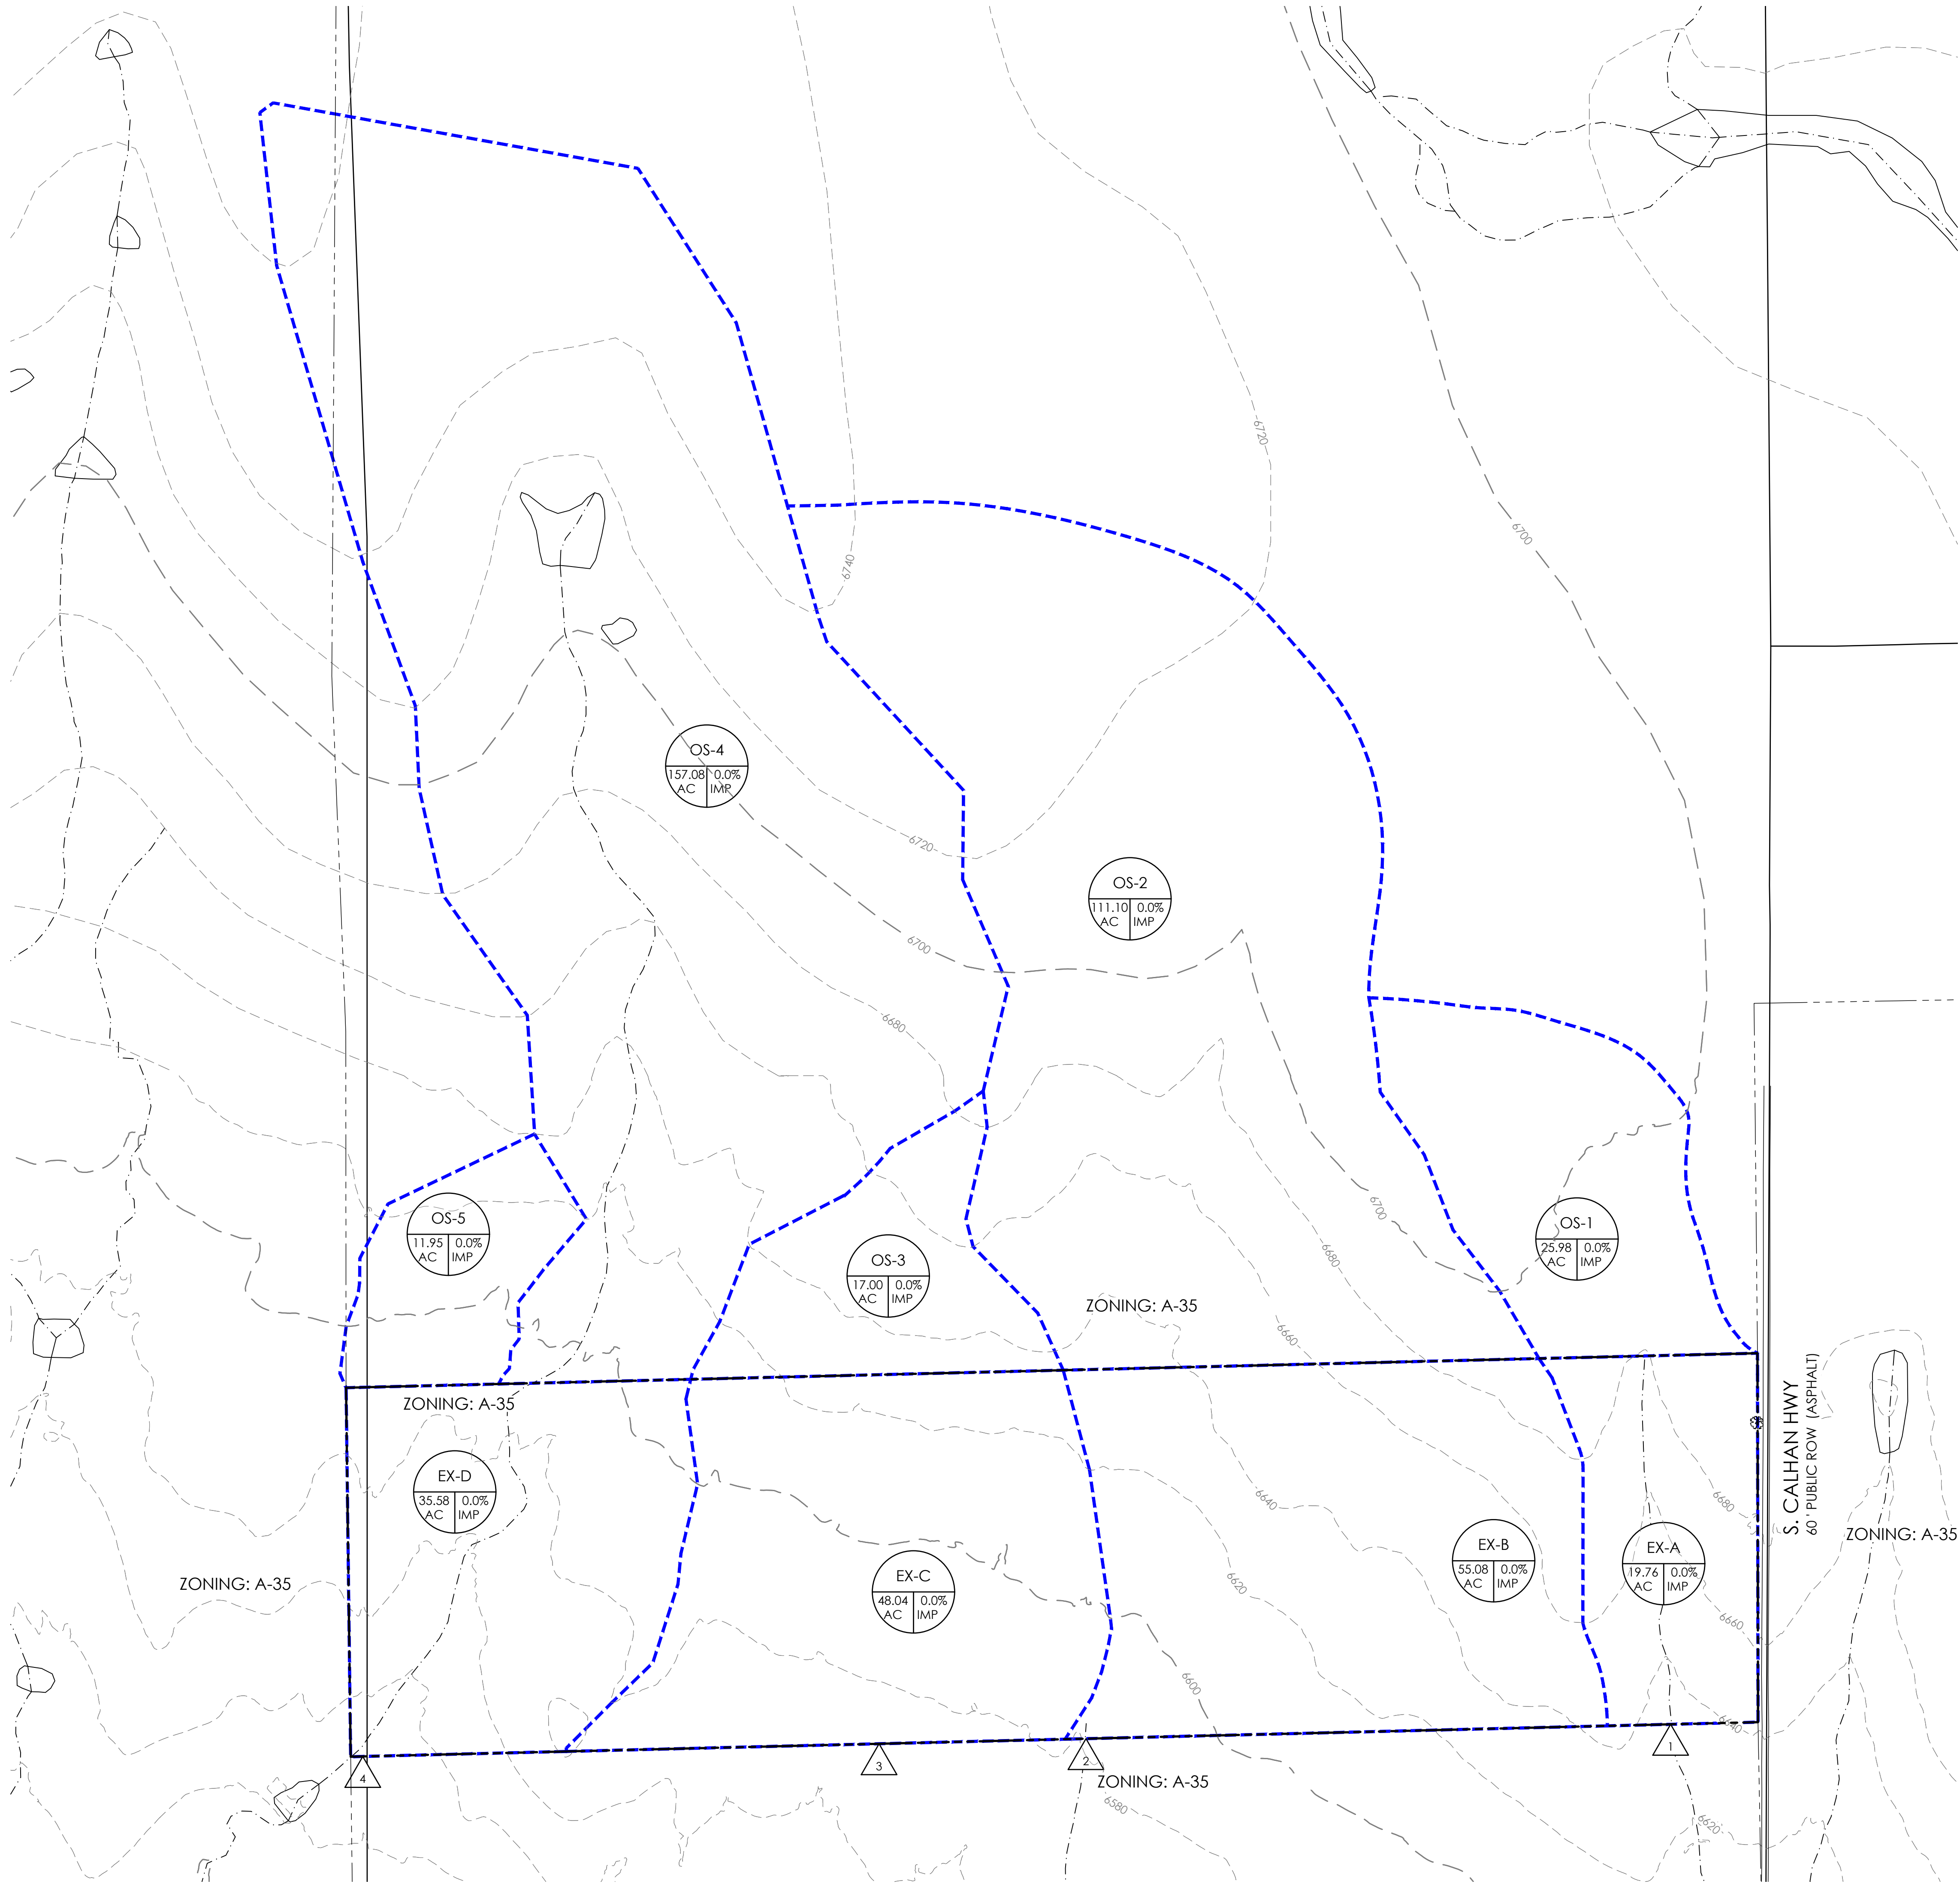 6720
6700
6740
OS-4
157.08 0.0%
AC IMP
6720
OS-2
111.10 0.0%
AC IMP
6700
6680
OS-5
11.95 0.0%
AC IMP
OS-3
17.00 0.0%
AC IMP
6700
OS-1
25.98 0.0%
AC IMP
6680
ZONING: A-35
6660
ZONING: A-35
S. CALHAN HWY
60 ' PUBLIC ROW (ASPHALT)
EX-D
35.58 0.0%
AC IMP
6640
6680
ZONING: A-35
EX-B
55.08 0.0%
AC IMP
EX-A
19.76 0.0%
AC IMP
ZONING: A-35
EX-C
48.04 0.0%
AC IMP
6620
6660
6600
6640
1
2
3
4
ZONING: A-35
6580
6620